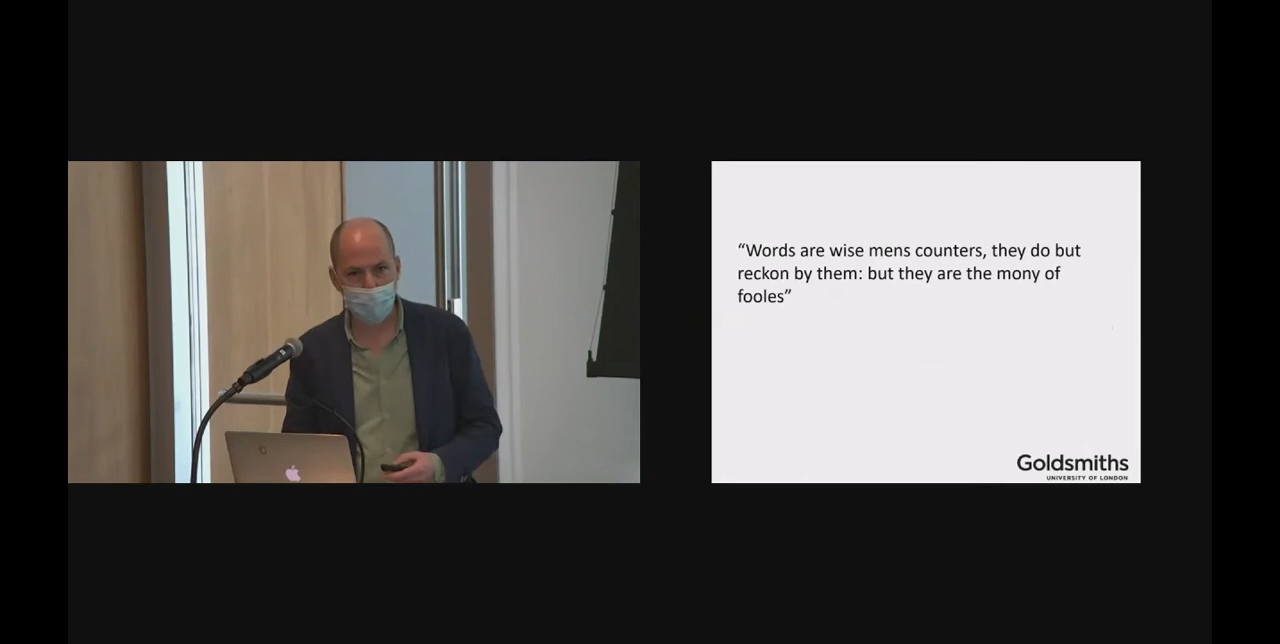 “Words are wise mens counters, they do but
reckon by them: but they are the mony of
fooles”
Goldsmiths
UNIVERSITY OF LONDON